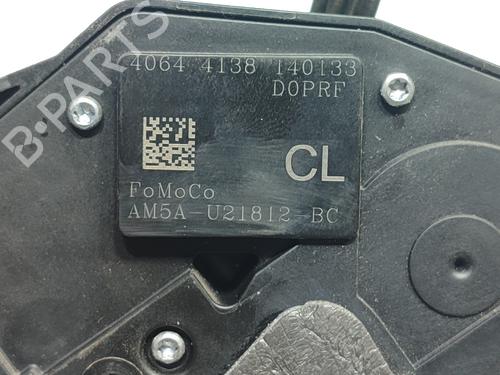 4064 4138 140133
D0PRF
CL
FoMoCo
AM5A-U21812-BC
B-PARTS